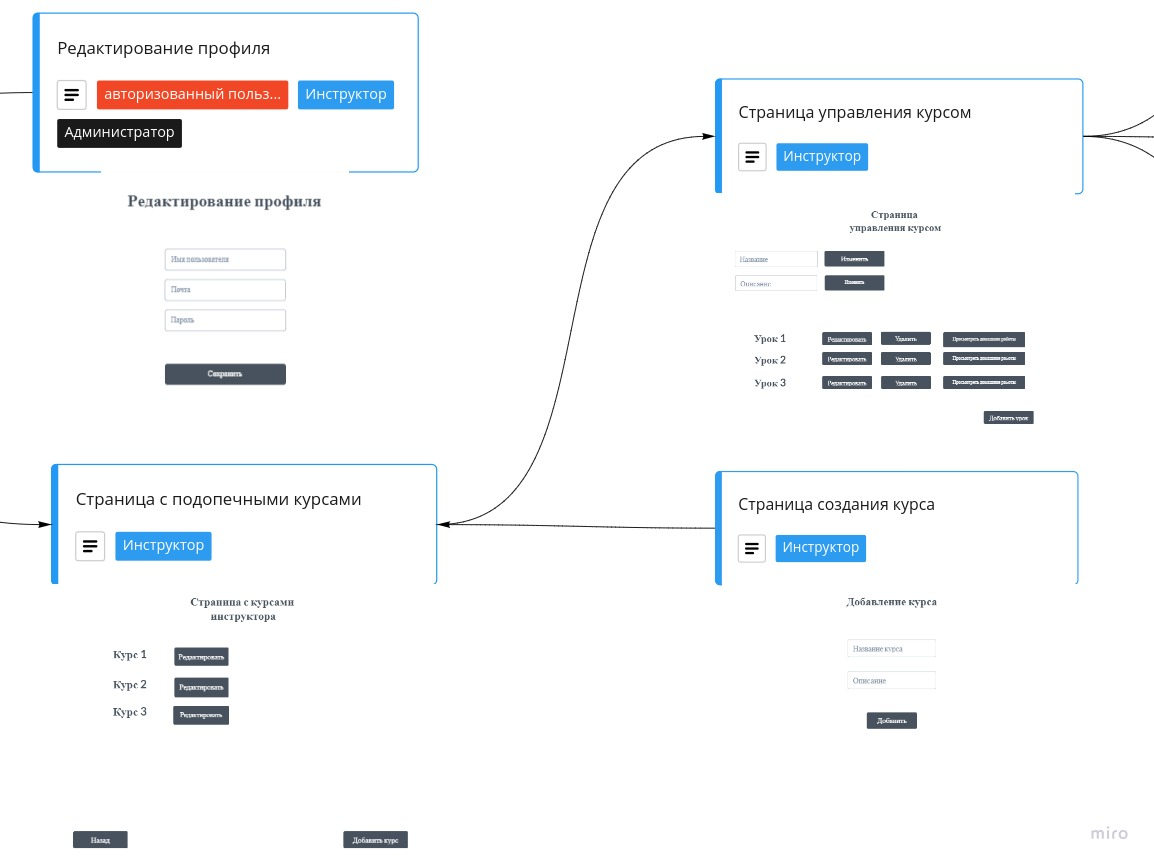 Редактирование профиля
авторизованный польз...
Инструктор
Администратор
Редактирование профиля
Имя пользователя
Почта
Пароль
Сохранить
Страница управления курсом
Инструктор
Страница
управления курсом
Название
Изменить
Описание
Урок 1
Редактировать
Удалить
Просмотреть домашние работы
Урок 2
Редактировать
Удалить
Просмотреть домашние работы
Урок 3
Редактировать
Удалить
Просмотреть домашние работы
Добавить урок
Страница с подопечными курсами
Инструктор
Страница с курсами
инструктора
Курс 1
Редактировать
Курс 2
Редактировать
Курс 3
Редактировать
Назад
Добавить курс
Страница создания курса
Инструктор
Добавление курса
Название курса
Описание
Добавить
miro